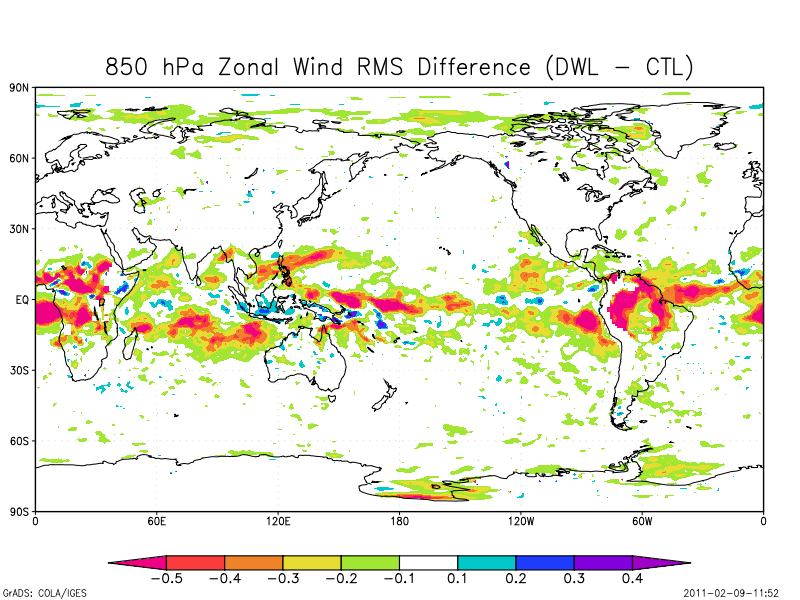 850 hPa Zonal Wind RMS Difference (DWL − CTL)
90N
60N
30N
EQ
30S
60S
90S
0 60E 120E 180 120W 60W 0
−0.5 −0.4 −0.3 −0.2 −0.1 0.1 0.2 0.3 0.4
GrADS: COLA/IGES 2011−02−09−11:52